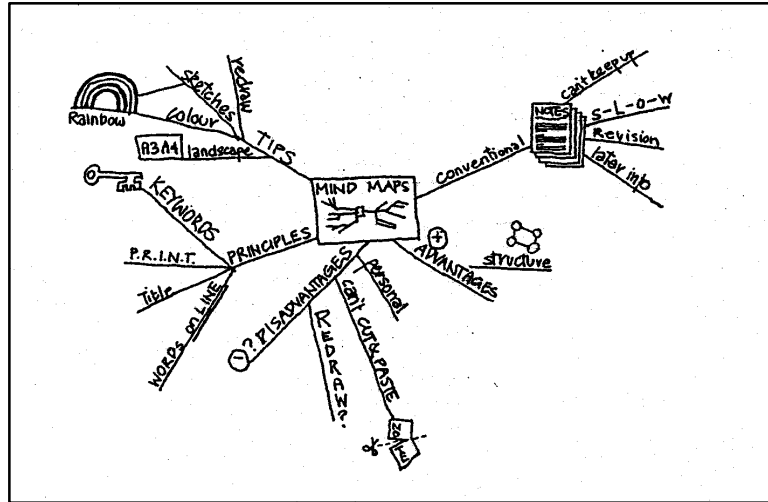 MIND MAPS
TIPS
redraw
sketches
colour
Rainbow
landscape
A3 A4
conventional
NOTES
can't keep up
S-L-O-W
Revision
later info
ADVANTAGES
+
structure
? DISADVANTAGES
-
personal
can't CUT & PASTE
REDRAW?
PRINCIPLES
KEYWORDS
P.R.I.N.T.
Title
WORDS on LINE